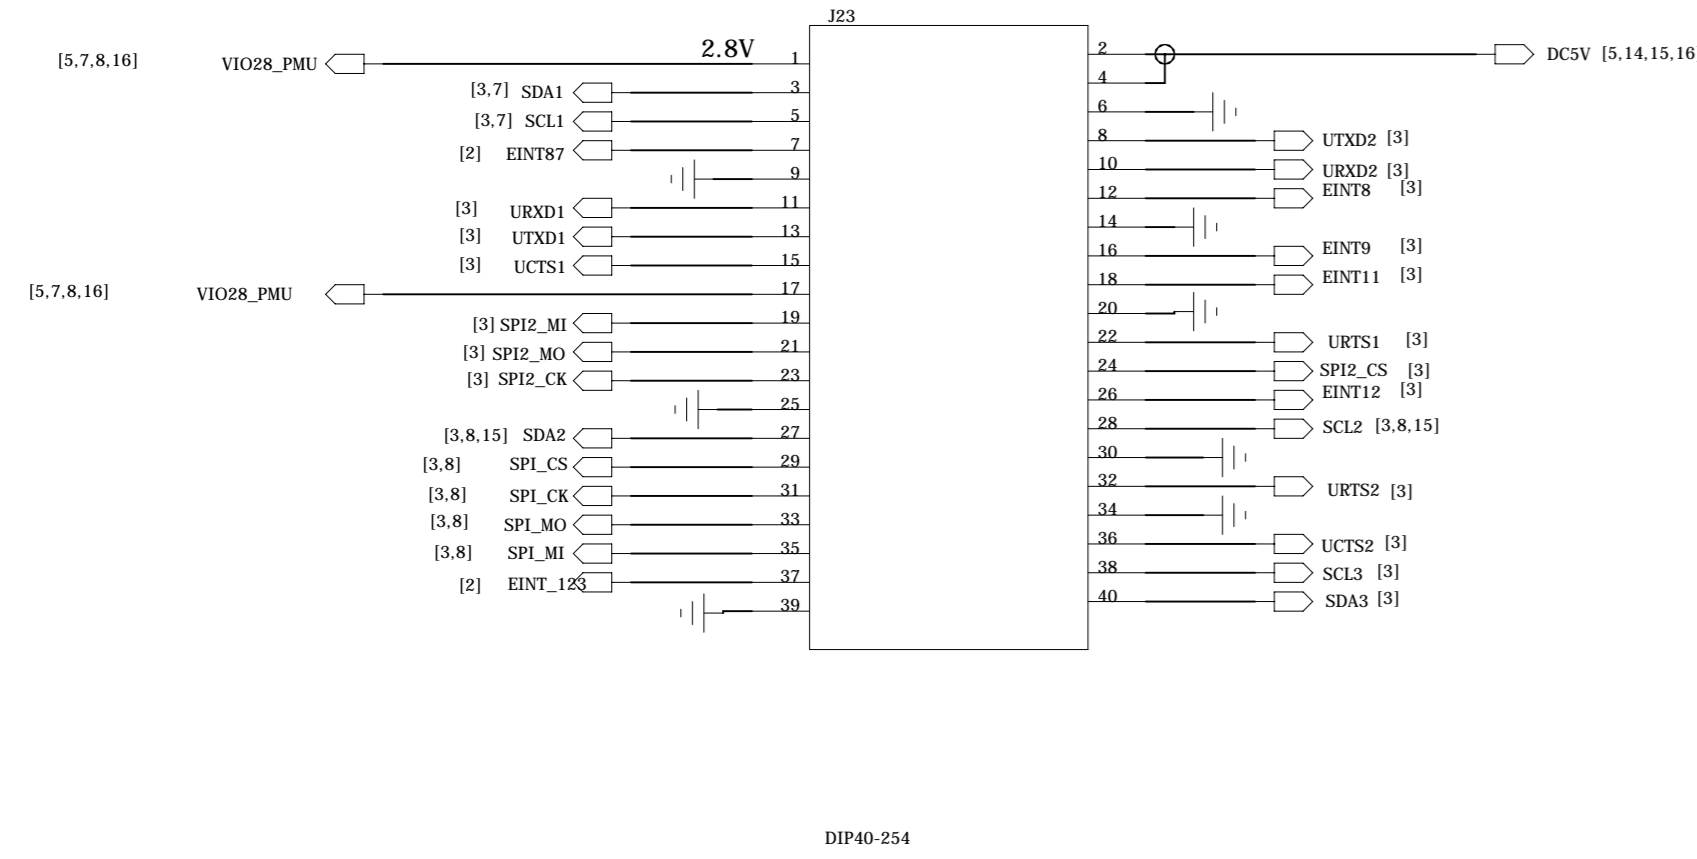 J23
2.8V
[5,7,8,16] VIO28_PMU 1 2 DC5V [5,14,15,16]
[3,7] SDA1 3 4
[3,7] SCL1 5 6
[2] EINT87 7 8 UTXD2 [3]
9 10 URXD2 [3]
[3] URXD1 11 12 EINT8 [3]
[3] UTXD1 13 14
[3] UCTS1 15 16 EINT9 [3]
[5,7,8,16] VIO28_PMU 17 18 EINT11 [3]
[3] SPI2_MI 19 20
[3] SPI2_MO 21 22 URTS1 [3]
[3] SPI2_CK 23 24 SPI2_CS [3]
25 26 EINT12 [3]
[3,8,15] SDA2 27 28 SCL2 [3,8,15]
[3,8] SPI_CS 29 30
[3,8] SPI_CK 31 32 URTS2 [3]
[3,8] SPI_MO 33 34
[3,8] SPI_MI 35 36 UCTS2 [3]
[2] EINT_123 37 38 SCL3 [3]
39 40 SDA3 [3]
DIP40-254